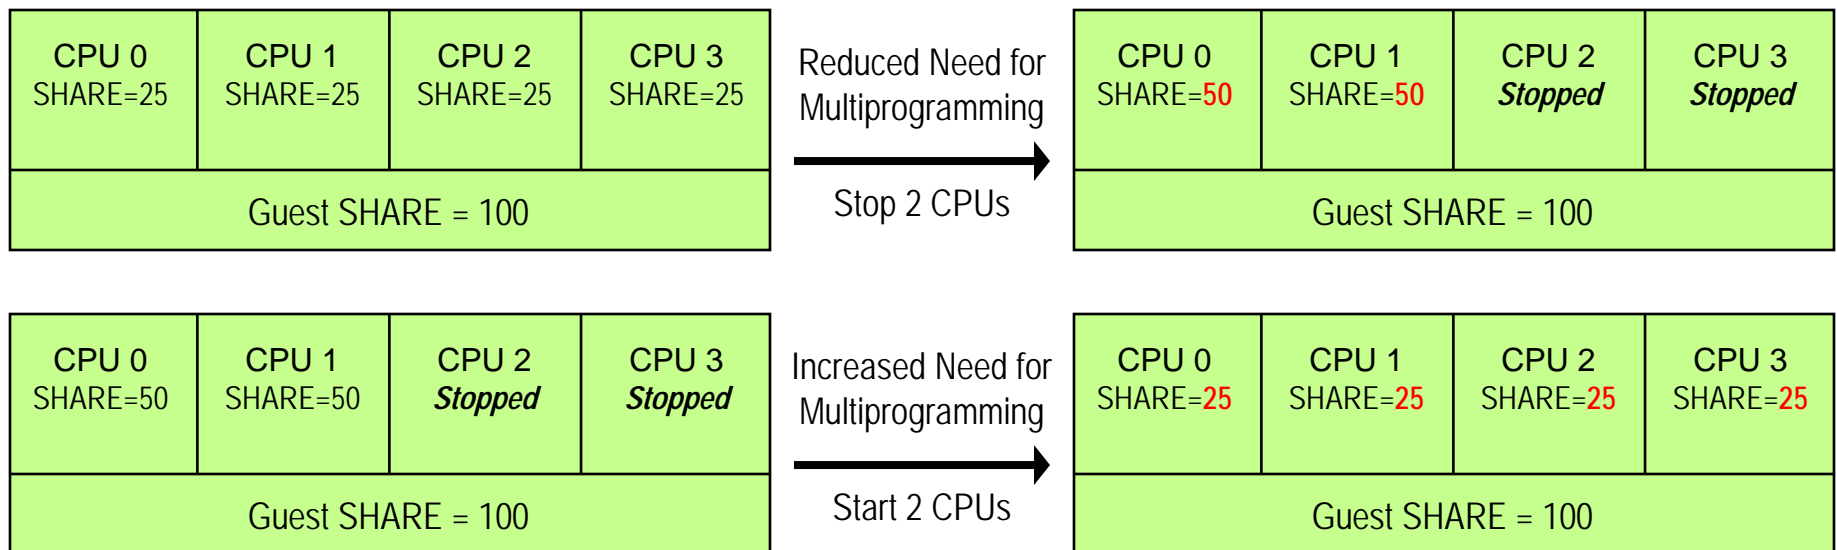 CPU 0
SHARE=25
CPU 1
SHARE=25
CPU 2
SHARE=25
CPU 3
SHARE=25
Guest SHARE = 100
Reduced Need for
Multiprogramming
Stop 2 CPUs
CPU 0
SHARE=50
CPU 1
SHARE=50
CPU 2
Stopped
CPU 3
Stopped
Guest SHARE = 100
CPU 0
SHARE=50
CPU 1
SHARE=50
CPU 2
Stopped
CPU 3
Stopped
Guest SHARE = 100
Increased Need for
Multiprogramming
Start 2 CPUs
CPU 0
SHARE=25
CPU 1
SHARE=25
CPU 2
SHARE=25
CPU 3
SHARE=25
Guest SHARE = 100